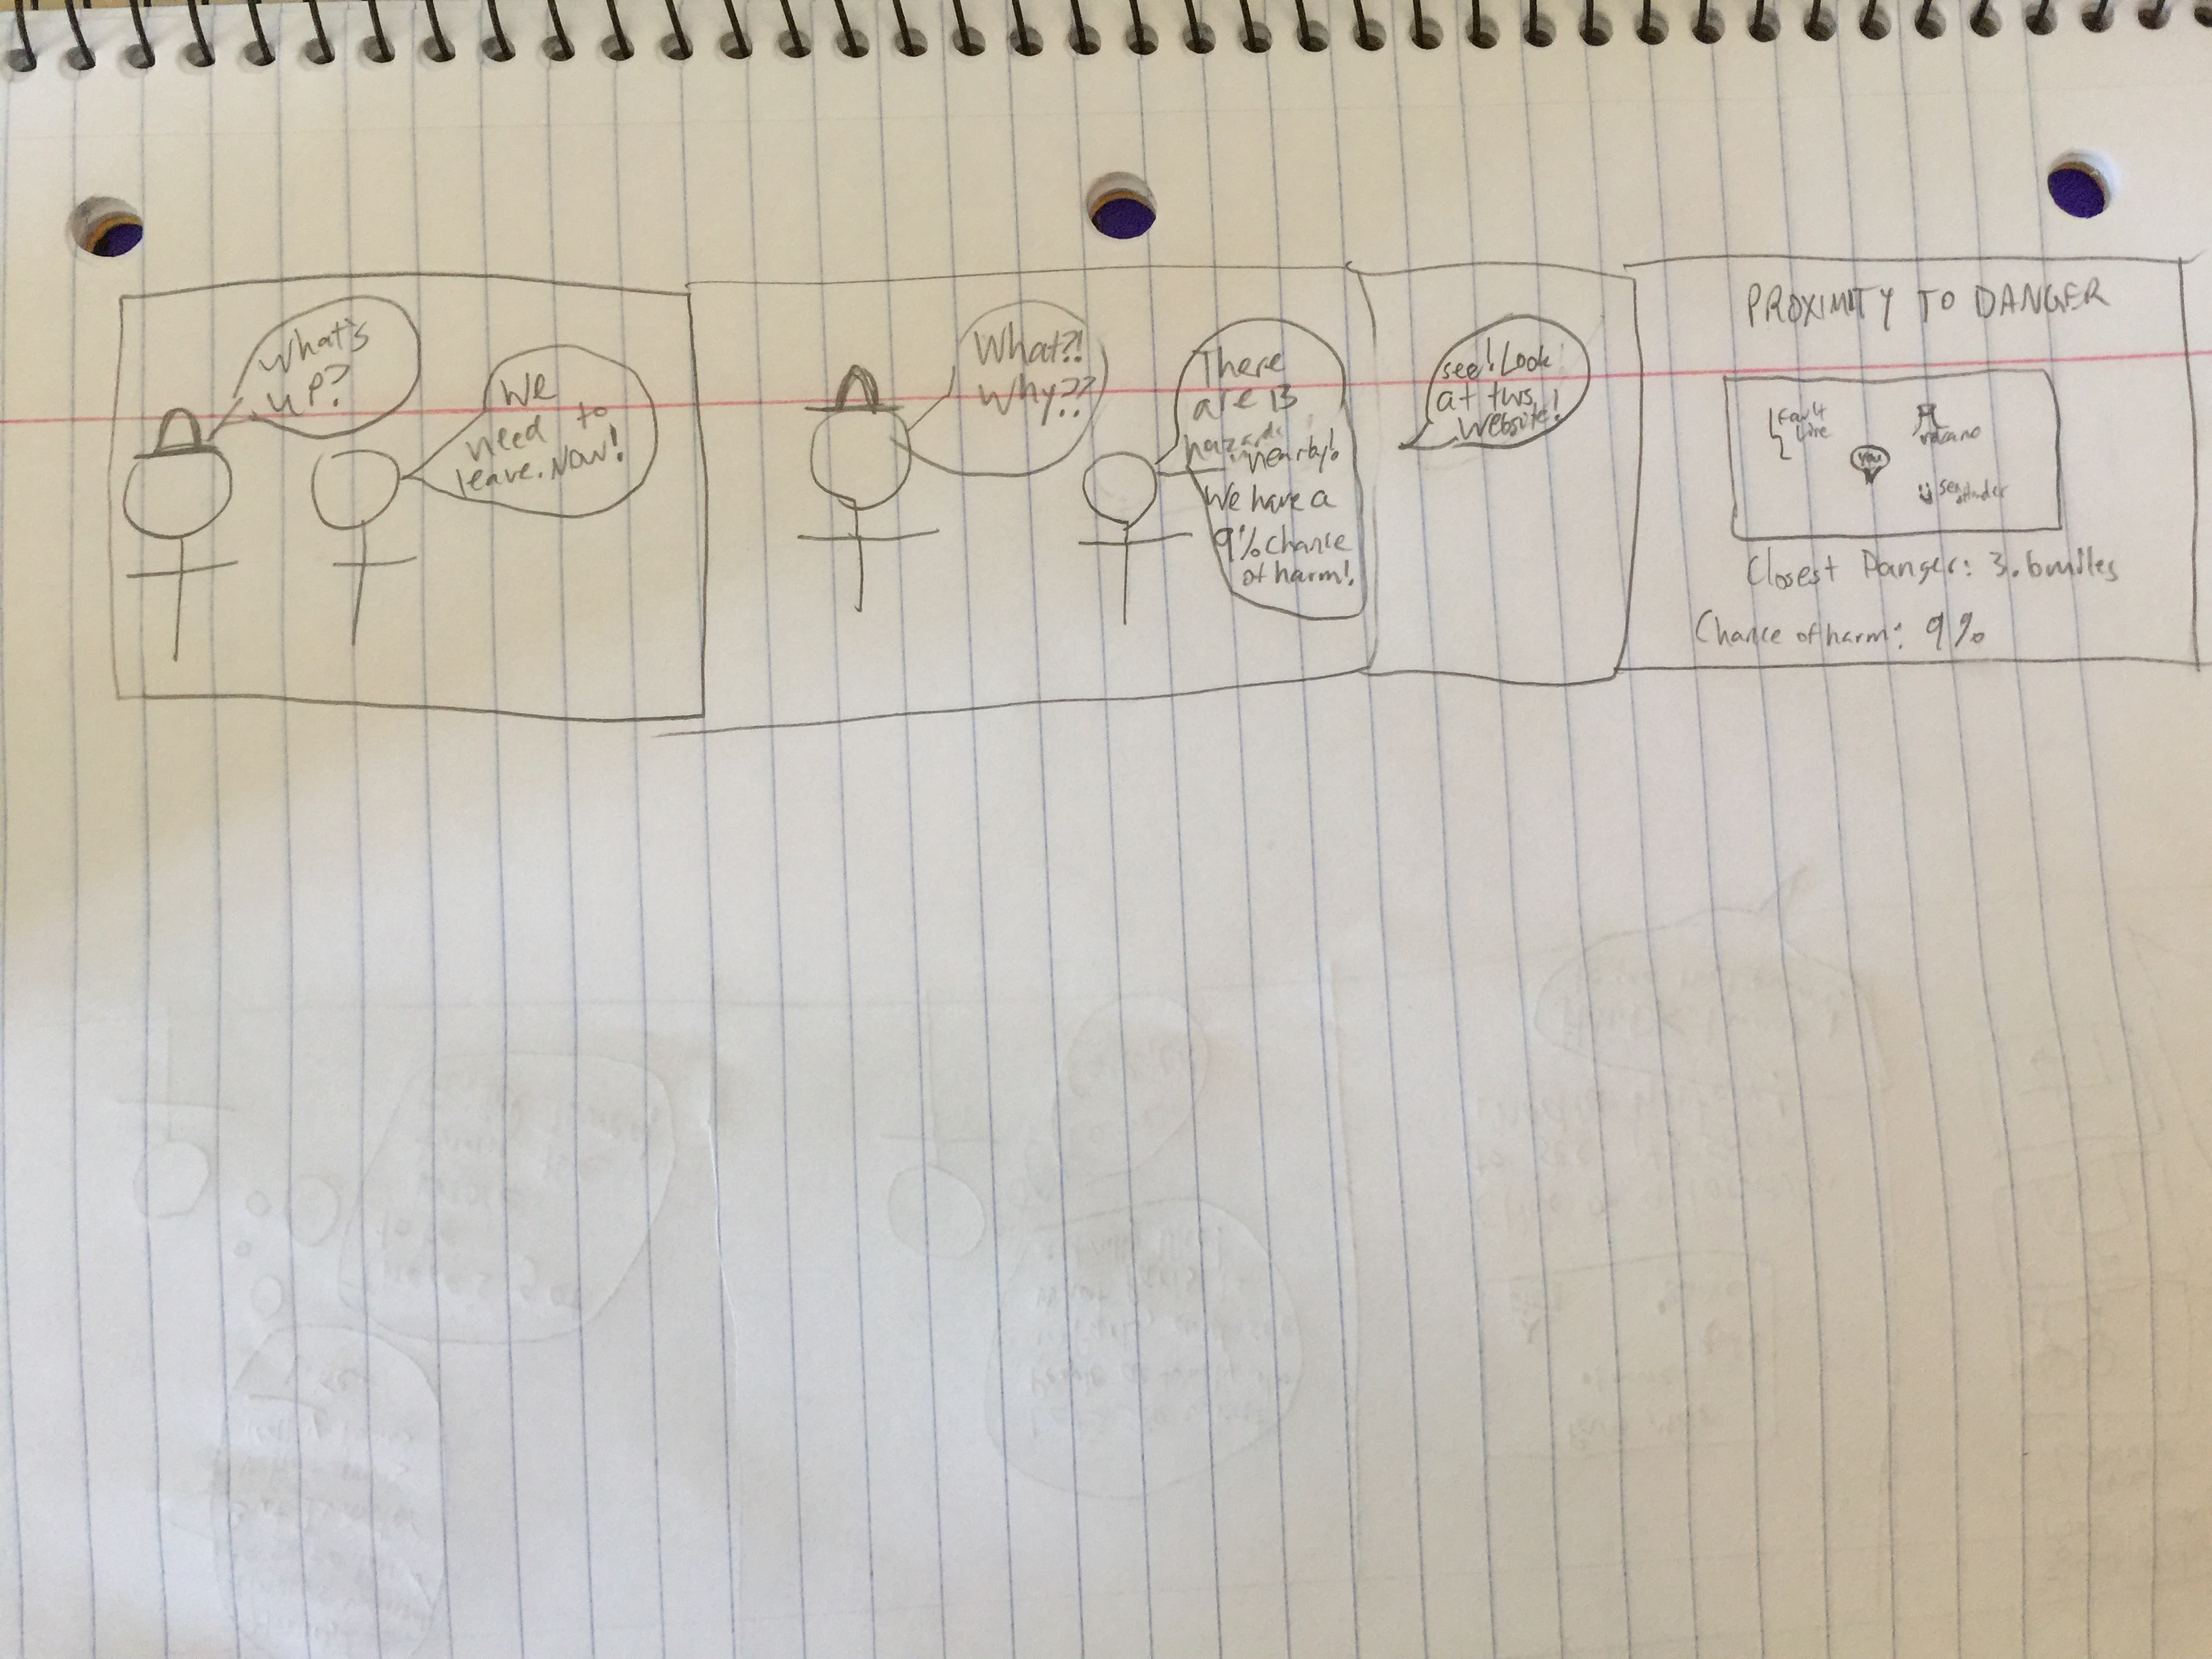 What's
up?
We
need to
leave. Now!
What?!
Why??
There
are 13
hazards nearby!
We have a
9% chance
of harm!
see! Look
at this
website!
PROXIMITY TO DANGER
Fault
line
you
volcano
Closest Danger: 3.6 miles
Chance of harm: 9%